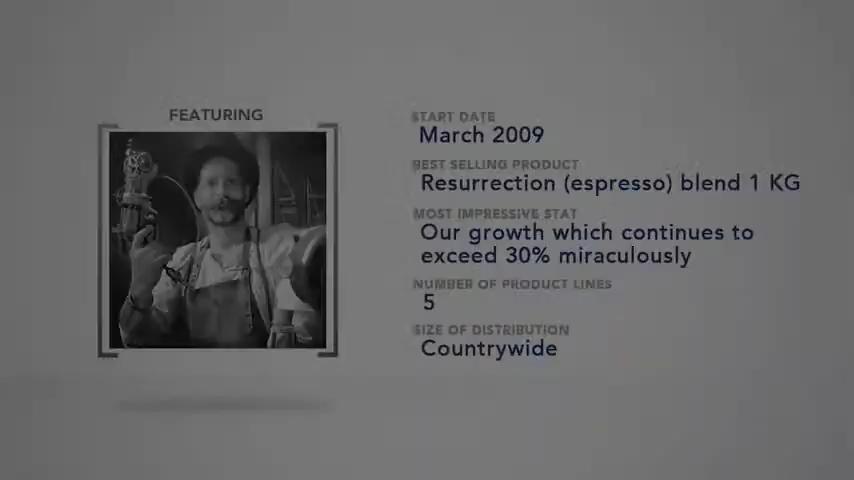 FEATURING
START DATE
March 2009
BEST SELLING PRODUCT
Resurrection (espresso) blend 1 KG
MOST IMPRESSIVE STAT
Our growth which continues to
exceed 30% miraculously
NUMBER OF PRODUCT LINES
5
SIZE OF DISTRIBUTION
Countrywide